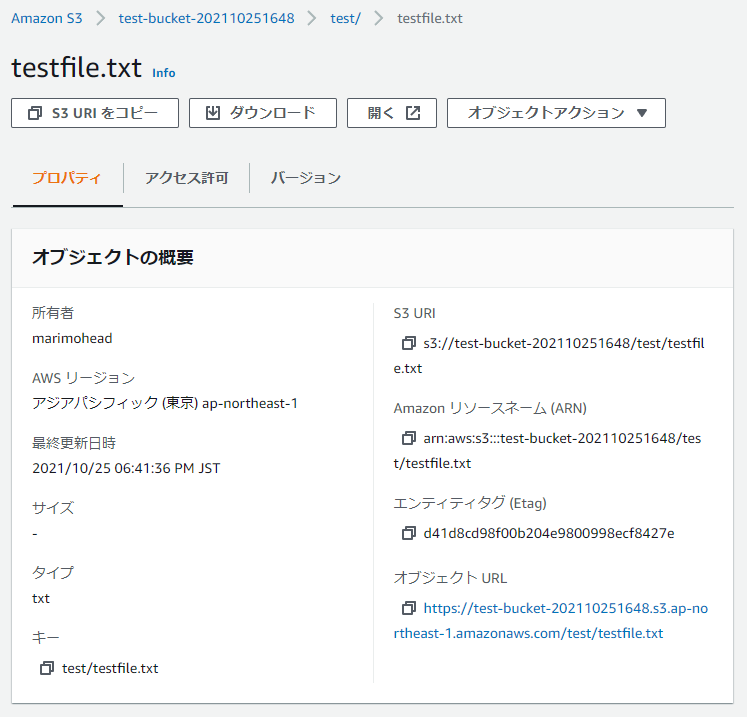 Amazon S3 > test-bucket-202110251648 > test/ > testfile.txt
testfile.txt Info
S3 URI をコピー ダウンロード 開く オブジェクトアクション ▼
プロパティ アクセス許可 バージョン
オブジェクトの概要
所有者
marimohead
AWS リージョン
アジアパシフィック (東京) ap-northeast-1
最終更新日時
2021/10/25 06:41:36 PM JST
サイズ
-
タイプ
txt
キー
test/testfile.txt
S3 URI
s3://test-bucket-202110251648/test/testfil
e.txt
Amazon リソースネーム (ARN)
arn:aws:s3:::test-bucket-202110251648/tes
t/testfile.txt
エンティティタグ (Etag)
d41d8cd98f00b204e9800998ecf8427e
オブジェクト URL
https://test-bucket-202110251648.s3.ap-no
rtheast-1.amazonaws.com/test/testfile.txt